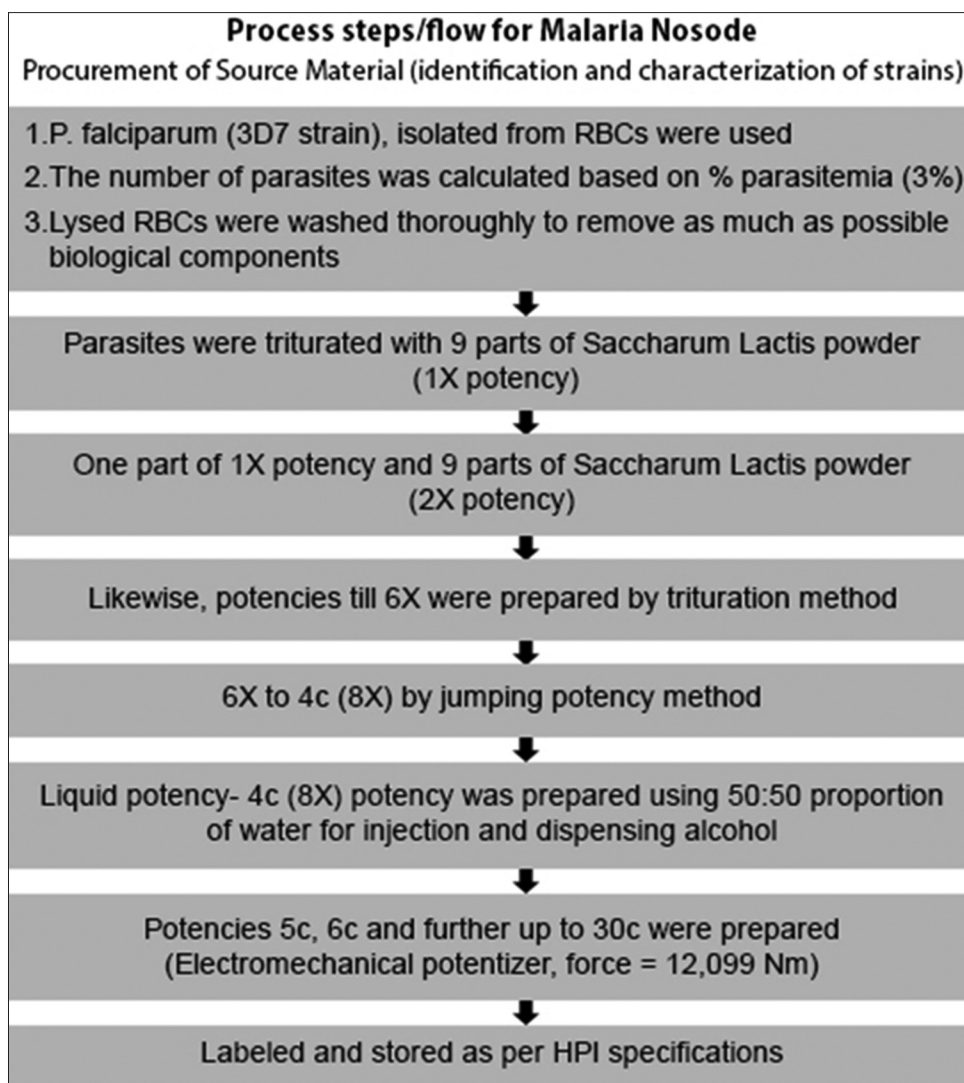 Process steps/flow for Malaria Nosode
Procurement of Source Material (identification and characterization of strains)
1.P. falciparum (3D7 strain), isolated from RBCs were used
2.The number of parasites was calculated based on % parasitemia (3%)
3.Lysed RBCs were washed thoroughly to remove as much as possible
biological components
Parasites were triturated with 9 parts of Saccharum Lactis powder
(1X potency)
One part of 1X potency and 9 parts of Saccharum Lactis powder
(2X potency)
Likewise, potencies till 6X were prepared by trituration method
6X to 4c (8X) by jumping potency method
Liquid potency- 4c (8X) potency was prepared using 50:50 proportion
of water for injection and dispensing alcohol
Potencies 5c, 6c and further up to 30c were prepared
(Electromechanical potentizer, force = 12,099 Nm)
Labeled and stored as per HPI specifications